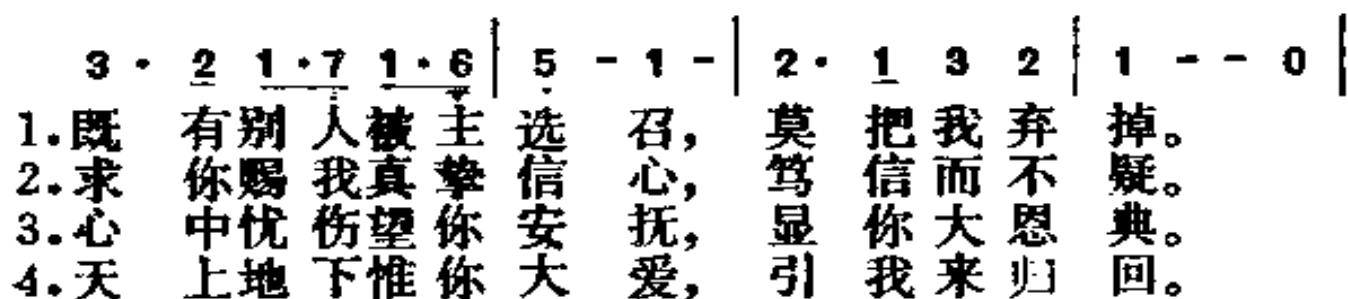 3 · 2 1 · 7 1 · 6 | 5 - 1 - | 2 · 1 3 2 | 1 - - 0 |
1.既有别人被主选召,莫把我弃掉。
2.求你赐我真挚信心,笃信而不疑。
3.心中忧伤望你安抚,显你大恩典。
4.天上地下惟你大爱,引我来归回。